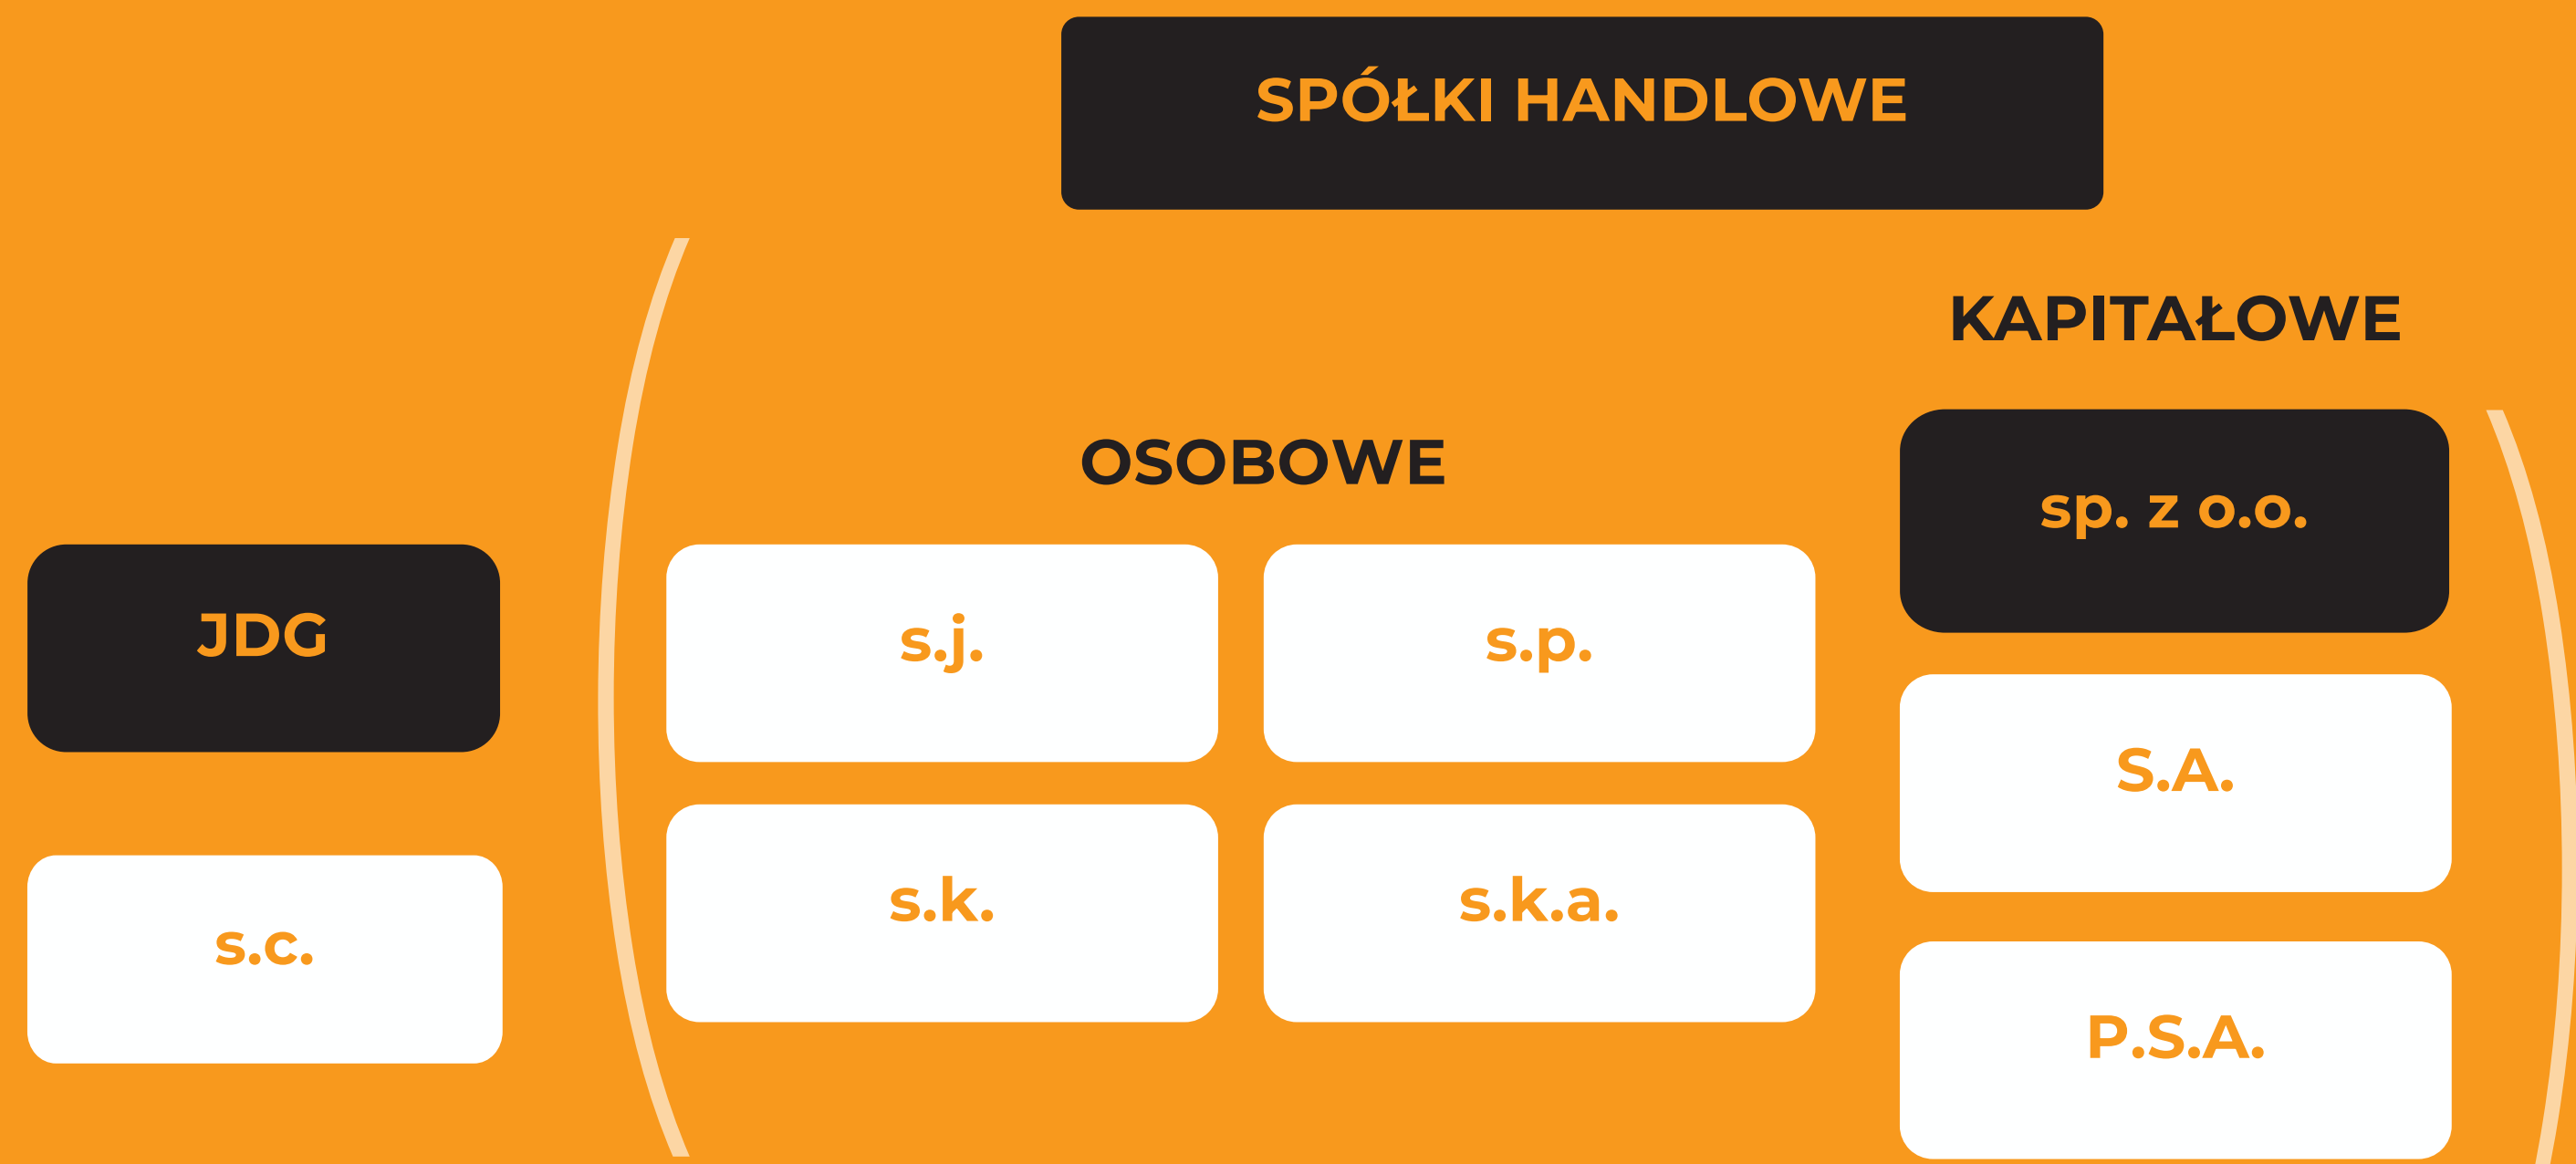 SPÓŁKI HANDLOWE
KAPITAŁOWE
OSOBOWE
sp. z o.o.
JDG
s.j.
s.p.
S.A.
s.k.
s.k.a.
s.c.
P.S.A.